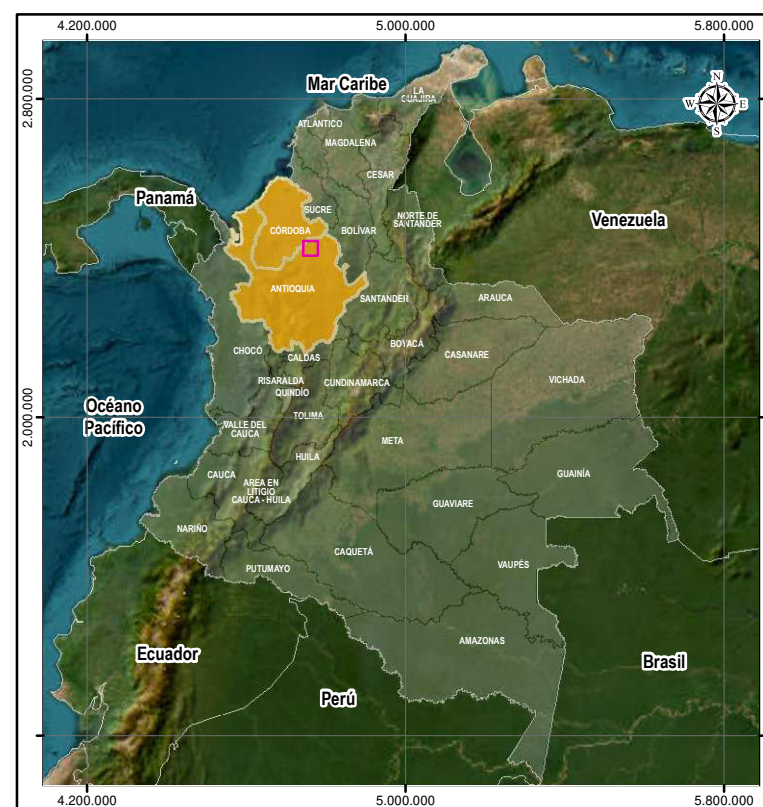 4.200.000
5.000.000
5.800.000
2.800.000
2.000.000
Mar Caribe
LA
GUAJIRA
N
W
E
S
ATLÁNTICO
MAGDALENA
CESAR
Panamá
SUCRE
NORTE DE
SANTANDER
Venezuela
CÓRDOBA
BOLÍVAR
ANTIOQUIA
SANTANDER
ARAUCA
CHOCÓ
CALDAS
BOYACÁ
CASANARE
RISARALDA
CUNDINAMARCA
VICHADA
QUINDÍO
Océano
Pacífico
TOLIMA
VALLE DEL
CAUCA
META
HUILA
CAUCA
AREA EN
LITIGIO
CAUCA - HUILA
GUAINÍA
GUAVIARE
NARIÑO
CAQUETÁ
PUTUMAYO
VAUPÉS
AMAZONAS
Ecuador
Brasil
Perú
4.200.000
5.000.000
5.800.000